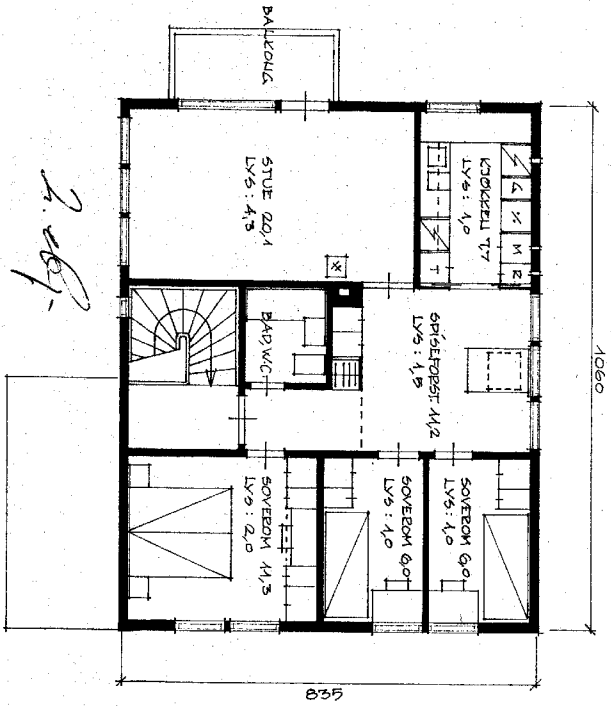 BALKONG
STUE 20,1
LYS: 4,3
KJØKKEN 7,7
LYS: 1,0
K
M
R
T
BAD/WC
SPISEFORST. 11,2
LYS: 1,5
SOVEROM 11,3
LYS: 2,0
SOVEROM 6,0
LYS: 1,0
SOVEROM 6,0
LYS: 1,0
1060
835